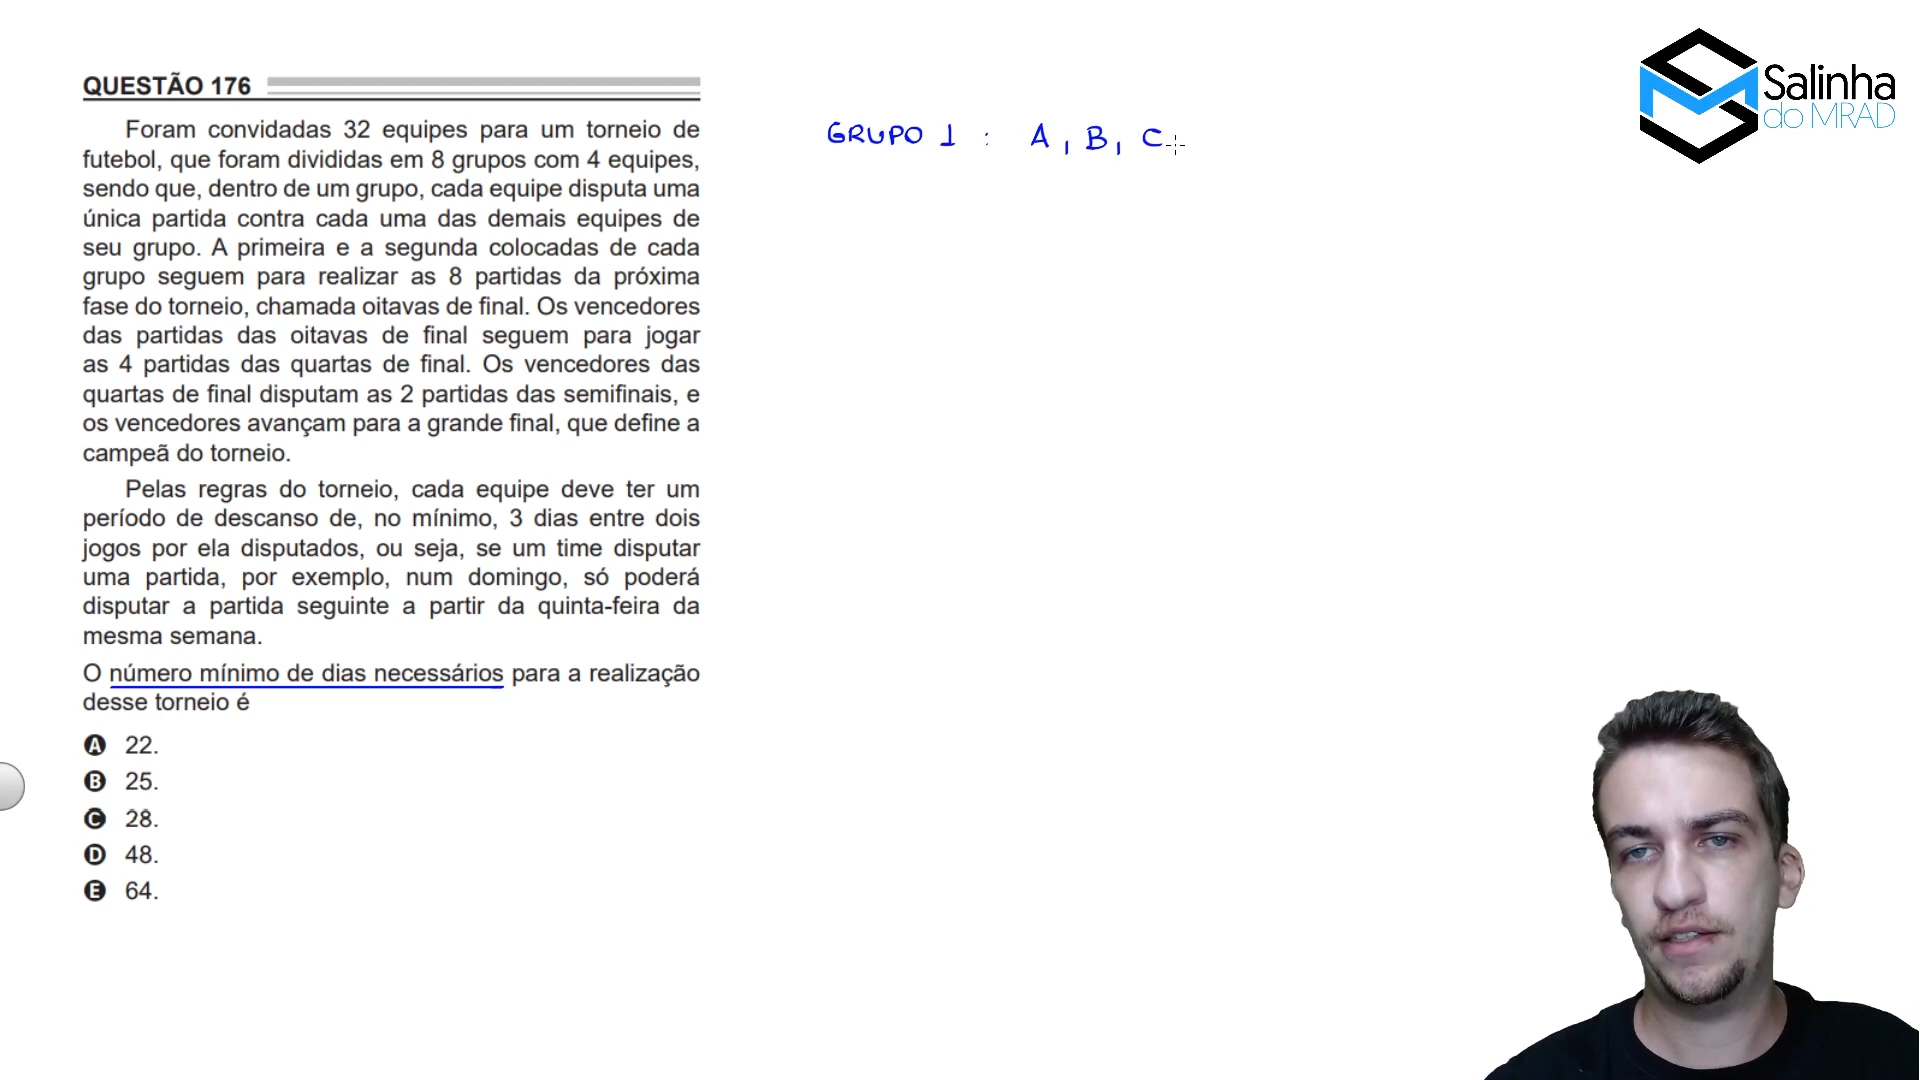 QUESTÃO 176
Foram convidadas 32 equipes para um torneio de
futebol, que foram divididas em 8 grupos com 4 equipes,
sendo que, dentro de um grupo, cada equipe disputa uma
única partida contra cada uma das demais equipes de
seu grupo. A primeira e a segunda colocadas de cada
grupo seguem para realizar as 8 partidas da próxima
fase do torneio, chamada oitavas de final. Os vencedores
das partidas das oitavas de final seguem para jogar
as 4 partidas das quartas de final. Os vencedores das
quartas de final disputam as 2 partidas das semifinais, e
os vencedores avançam para a grande final, que define a
campeã do torneio.
Pelas regras do torneio, cada equipe deve ter um
período de descanso de, no mínimo, 3 dias entre dois
jogos por ela disputados, ou seja, se um time disputar
uma partida, por exemplo, num domingo, só poderá
disputar a partida seguinte a partir da quinta-feira da
mesma semana.
O número mínimo de dias necessários para a realização
desse torneio é
A 22.
B 25.
C 28.
D 48.
E 64.
GRUPO 1 : A, B, C
Salinha
do MRAD